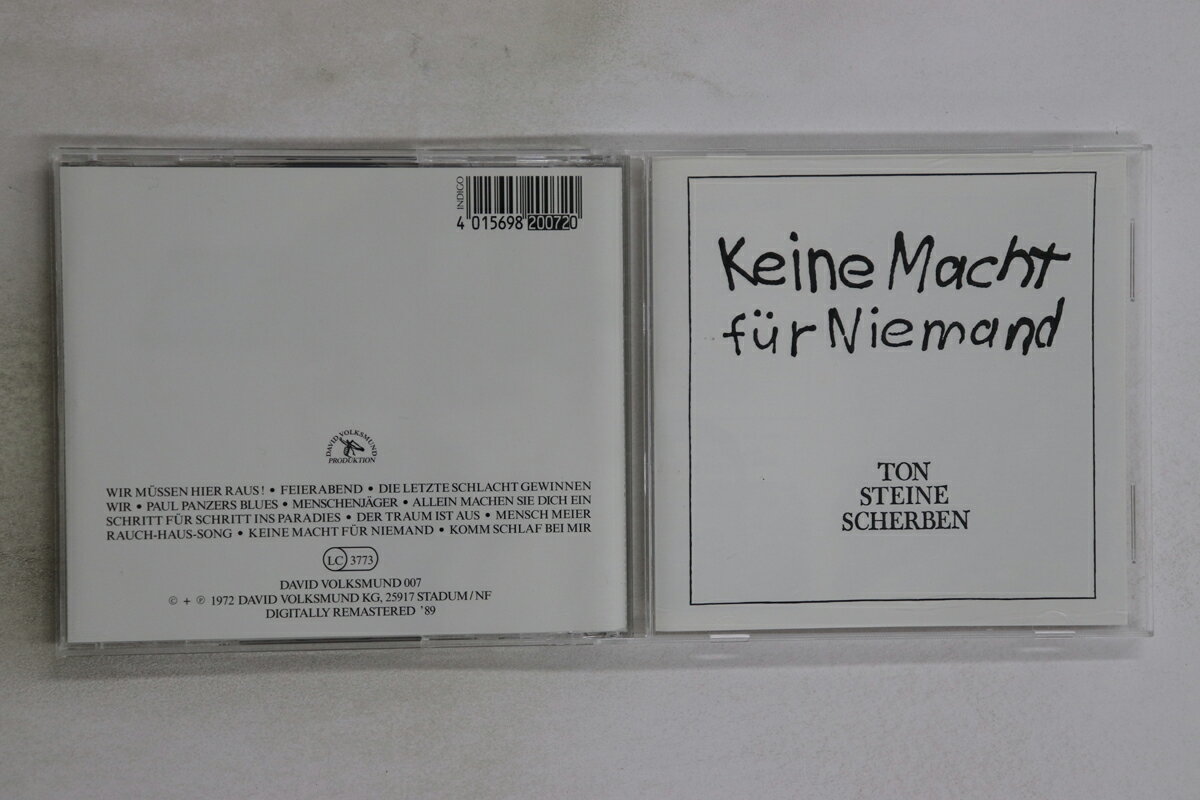 INDIGO
4 015698 200720
DAVID VOLKSMUND
PRODUKTION
WIR MÜSSEN HIER RAUS! • FEIERABEND • DIE LETZTE SCHLACHT GEWINNEN
WIR • PAUL PANZERS BLUES • MENSCHENJÄGER • ALLEIN MACHEN SIE DICH EIN
SCHRITT FÜR SCHRITT INS PARADIES • DER TRAUM IST AUS • MENSCH MEIER
RAUCH-HAUS-SONG • KEINE MACHT FÜR NIEMAND • KOMM SCHLAF BEI MIR
LC 3773
DAVID VOLKSMUND 007
© + ℗ 1972 DAVID VOLKSMUND KG, 25917 STADUM/NF
DIGITALLY REMASTERED '89
Keine Macht
für Niemand
TON
STEINE
SCHERBEN